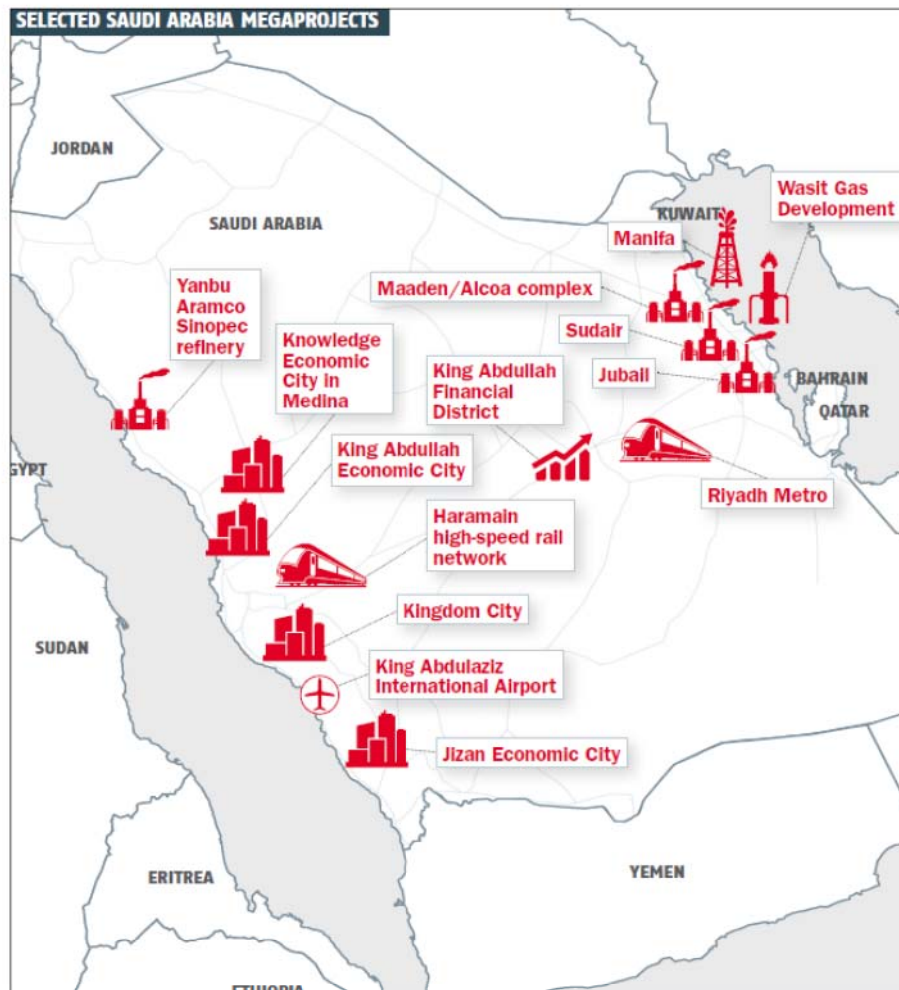 SELECTED SAUDI ARABIA MEGAPROJECTS
JORDAN
SAUDI ARABIA
KUWAIT
Wasit Gas
Development
Manifa
Maaden/Alcoa complex
Sudair
Jubail
BAHRAIN
QATAR
Yanbu
Aramco
Sinopec
refinery
Knowledge
Economic
City in
Medina
King Abdullah
Financial
District
King Abdullah
Economic City
Riyadh Metro
GYPT
Haramain
high-speed rail
network
Kingdom City
SUDAN
King Abdulaziz
International Airport
Jizan Economic City
ERITREA
YEMEN
ETHIOPIA